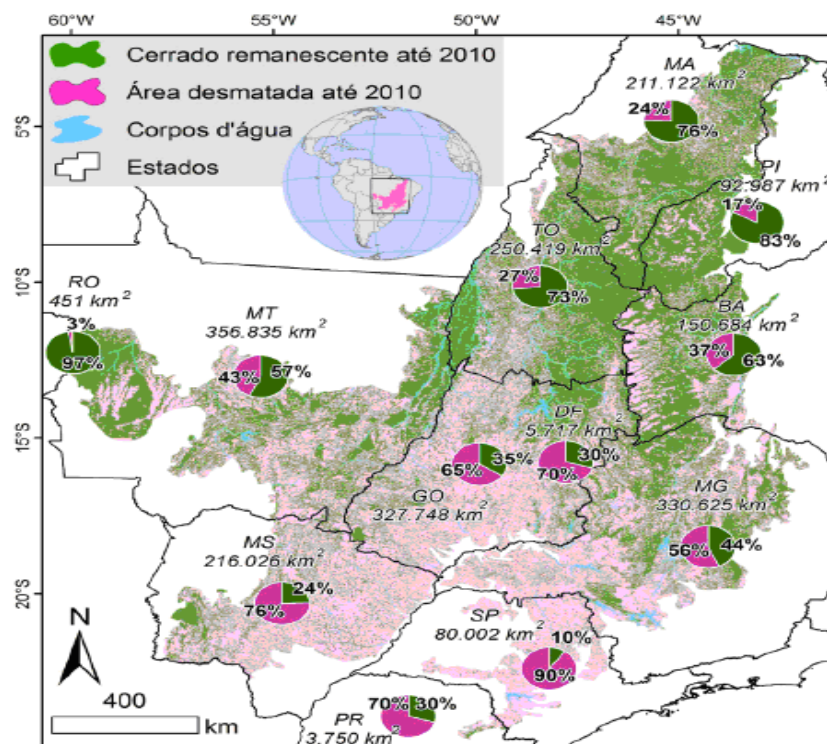 60°W
55°W
50°W
45°W
Cerrado remanescente até 2010
Área desmatada até 2010
Corpos d'água
Estados
5°S
10°S
15°S
20°S
MA
211.122 km²
24%
76%
PI
92.987 km²
17%
83%
TO
250.419 km²
27%
73%
RO
451 km²
3%
97%
MT
356.835 km²
43%
57%
BA
150.684 km²
37%
63%
DF
5.717 km²
30%
70%
65%
35%
GO
327.748 km²
MG
330.625 km²
56%
44%
MS
216.026 km²
24%
76%
SP
80.002 km²
10%
90%
70%
30%
PR
3.750 km²
N
400
km